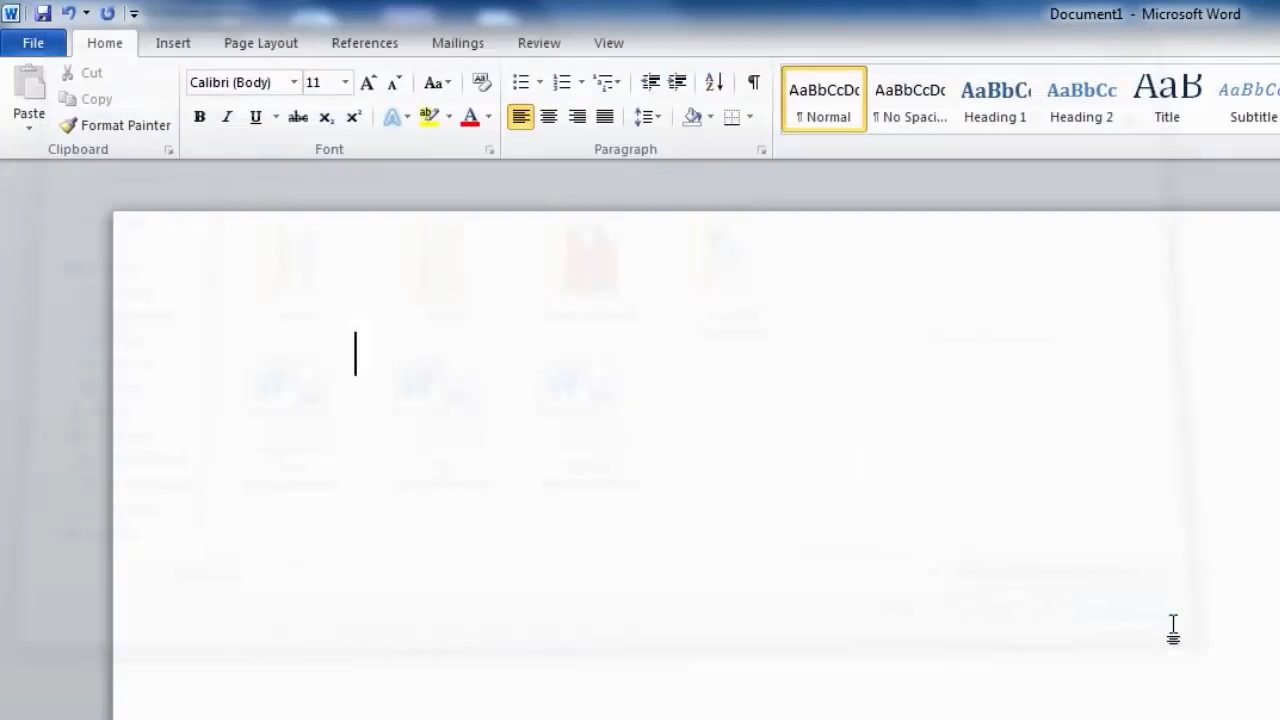 Document1 - Microsoft Word
File Home Insert Page Layout References Mailings Review View
Paste
Cut
Copy
Format Painter
Clipboard
Calibri (Body) 11
Aa
B I U abc x₂ x²
A ab A
Font
Paragraph
AaBbCcDc AaBbCcDc AaBbC AaBbCc AaB AaBbCc
¶ Normal ¶ No Spaci... Heading 1 Heading 2 Title Subtitle